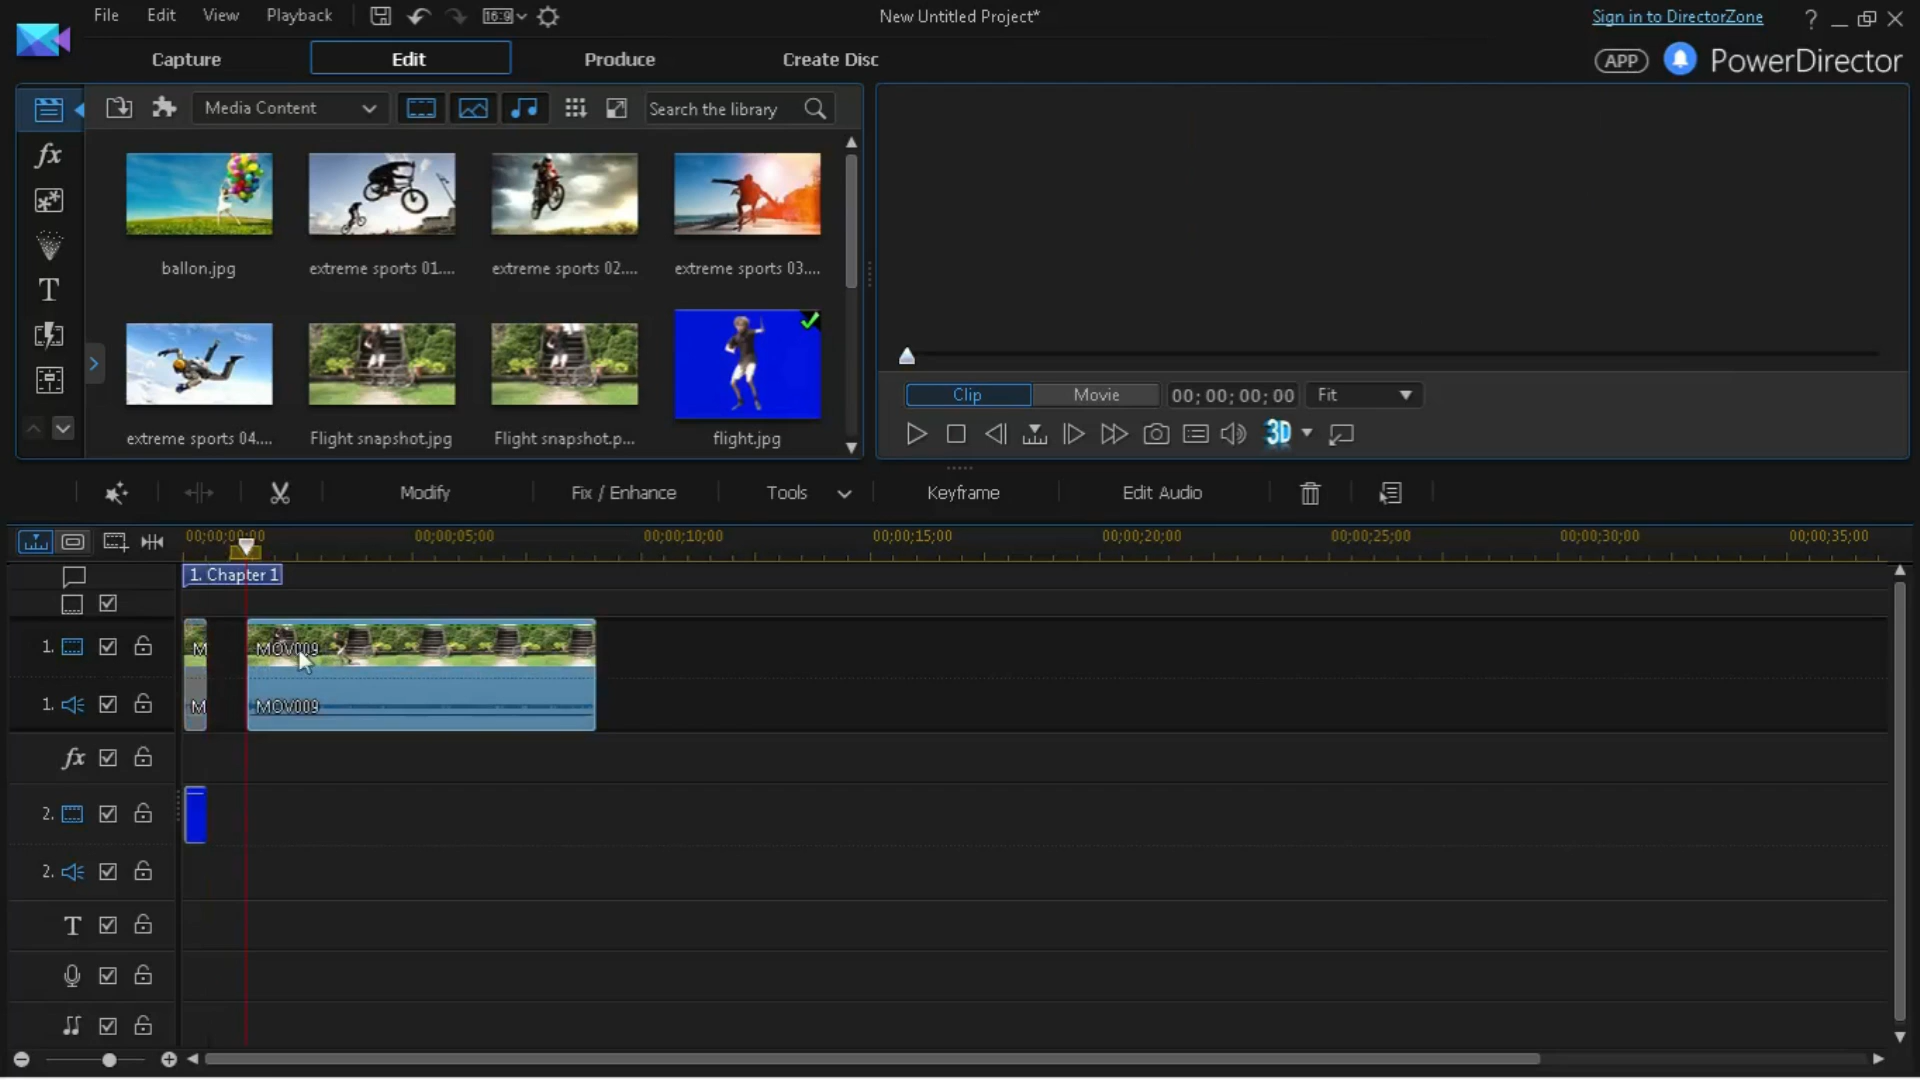 File Edit View Playback 16:9 New Untitled Project* Sign in to DirectorZone ?
Capture Edit Produce Create Disc APP PowerDirector
Media Content Search the library
fx
ballon.jpg extreme sports 01.... extreme sports 02.... extreme sports 03....
T
extreme sports 04.... Flight snapshot.jpg Flight snapshot.p... flight.jpg
Clip Movie 00; 00; 00; 00 Fit
3D
Modify Fix / Enhance Tools Keyframe Edit Audio
00;00;00;00 00;00;05;00 00;00;10;00 00;00;15;00 00;00;20;00 00;00;25;00 00;00;30;00 00;00;35;00
1. Chapter 1
1. M MOV009
1. M MOV009
fx
2.
2.
T